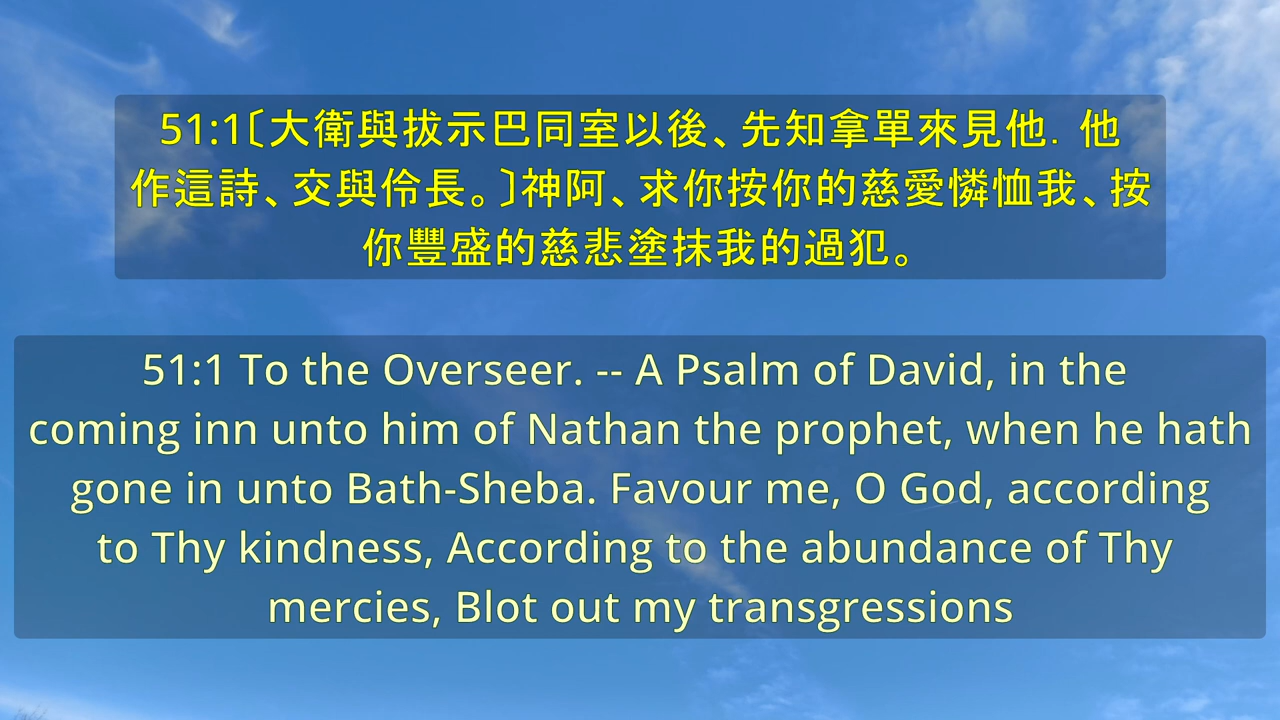 51:1〔大衛與拔示巴同室以後、先知拿單來見他．他
作這詩、交與伶長。〕神阿、求你按你的慈愛憐恤我、按
你豐盛的慈悲塗抹我的過犯。
51:1 To the Overseer. -- A Psalm of David, in the
coming inn unto him of Nathan the prophet, when he hath
gone in unto Bath-Sheba. Favour me, O God, according
to Thy kindness, According to the abundance of Thy
mercies, Blot out my transgressions